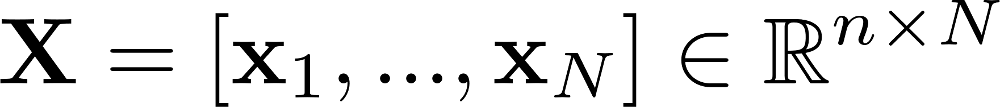 𝐗 = [𝐱₁, ..., 𝐱_N] ∈ ℝ^{n×N}